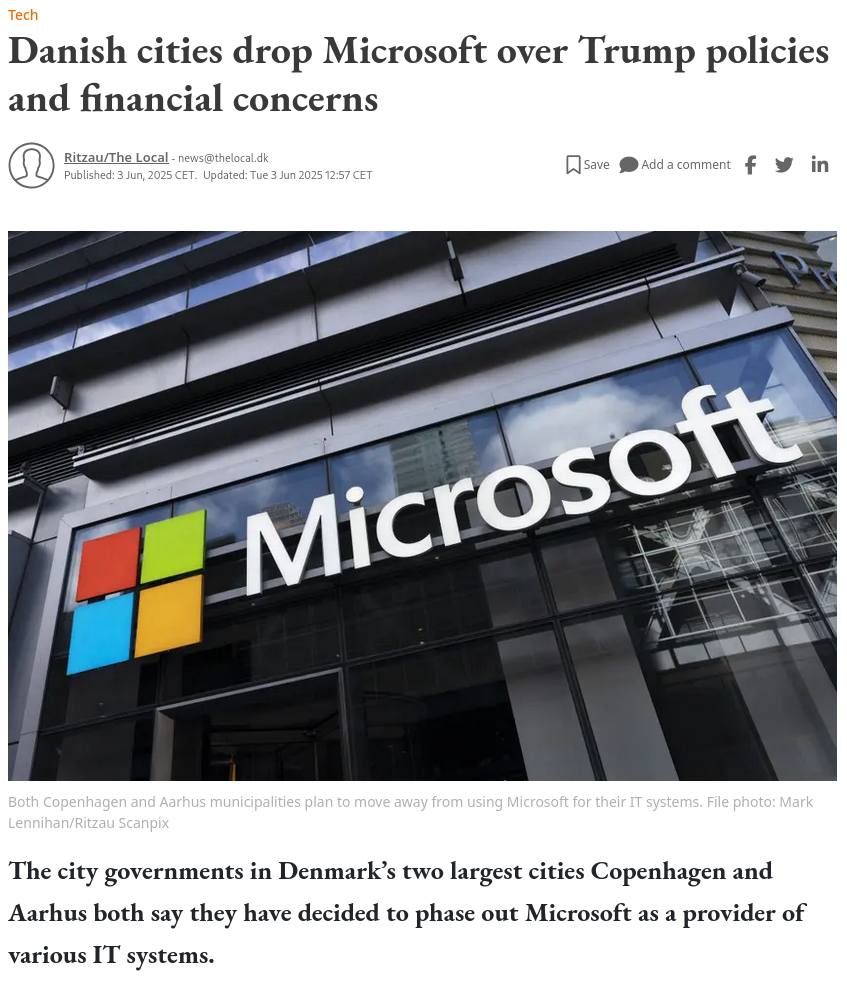 Tech
Danish cities drop Microsoft over Trump policies
and financial concerns
Ritzau/The Local - news@thelocal.dk
Published: 3 Jun, 2025 CET. Updated: Tue 3 Jun 2025 12:57 CET
Save Add a comment
Microsoft
Both Copenhagen and Aarhus municipalities plan to move away from using Microsoft for their IT systems. File photo: Mark
Lennihan/Ritzau Scanpix
The city governments in Denmark’s two largest cities Copenhagen and
Aarhus both say they have decided to phase out Microsoft as a provider of
various IT systems.